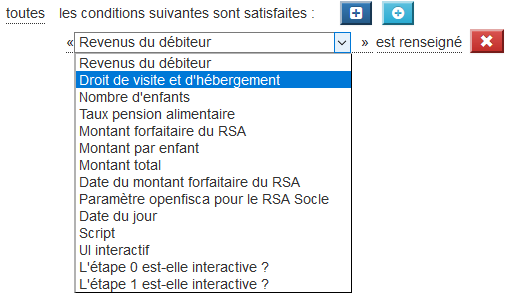 toutes les conditions suivantes sont satisfaites :
« Revenus du débiteur » est renseigné
Revenus du débiteur
Droit de visite et d'hébergement
Nombre d'enfants
Taux pension alimentaire
Montant forfaitaire du RSA
Montant par enfant
Montant total
Date du montant forfaitaire du RSA
Paramètre openfisca pour le RSA Socle
Date du jour
Script
UI interactif
L'étape 0 est-elle interactive ?
L'étape 1 est-elle interactive ?